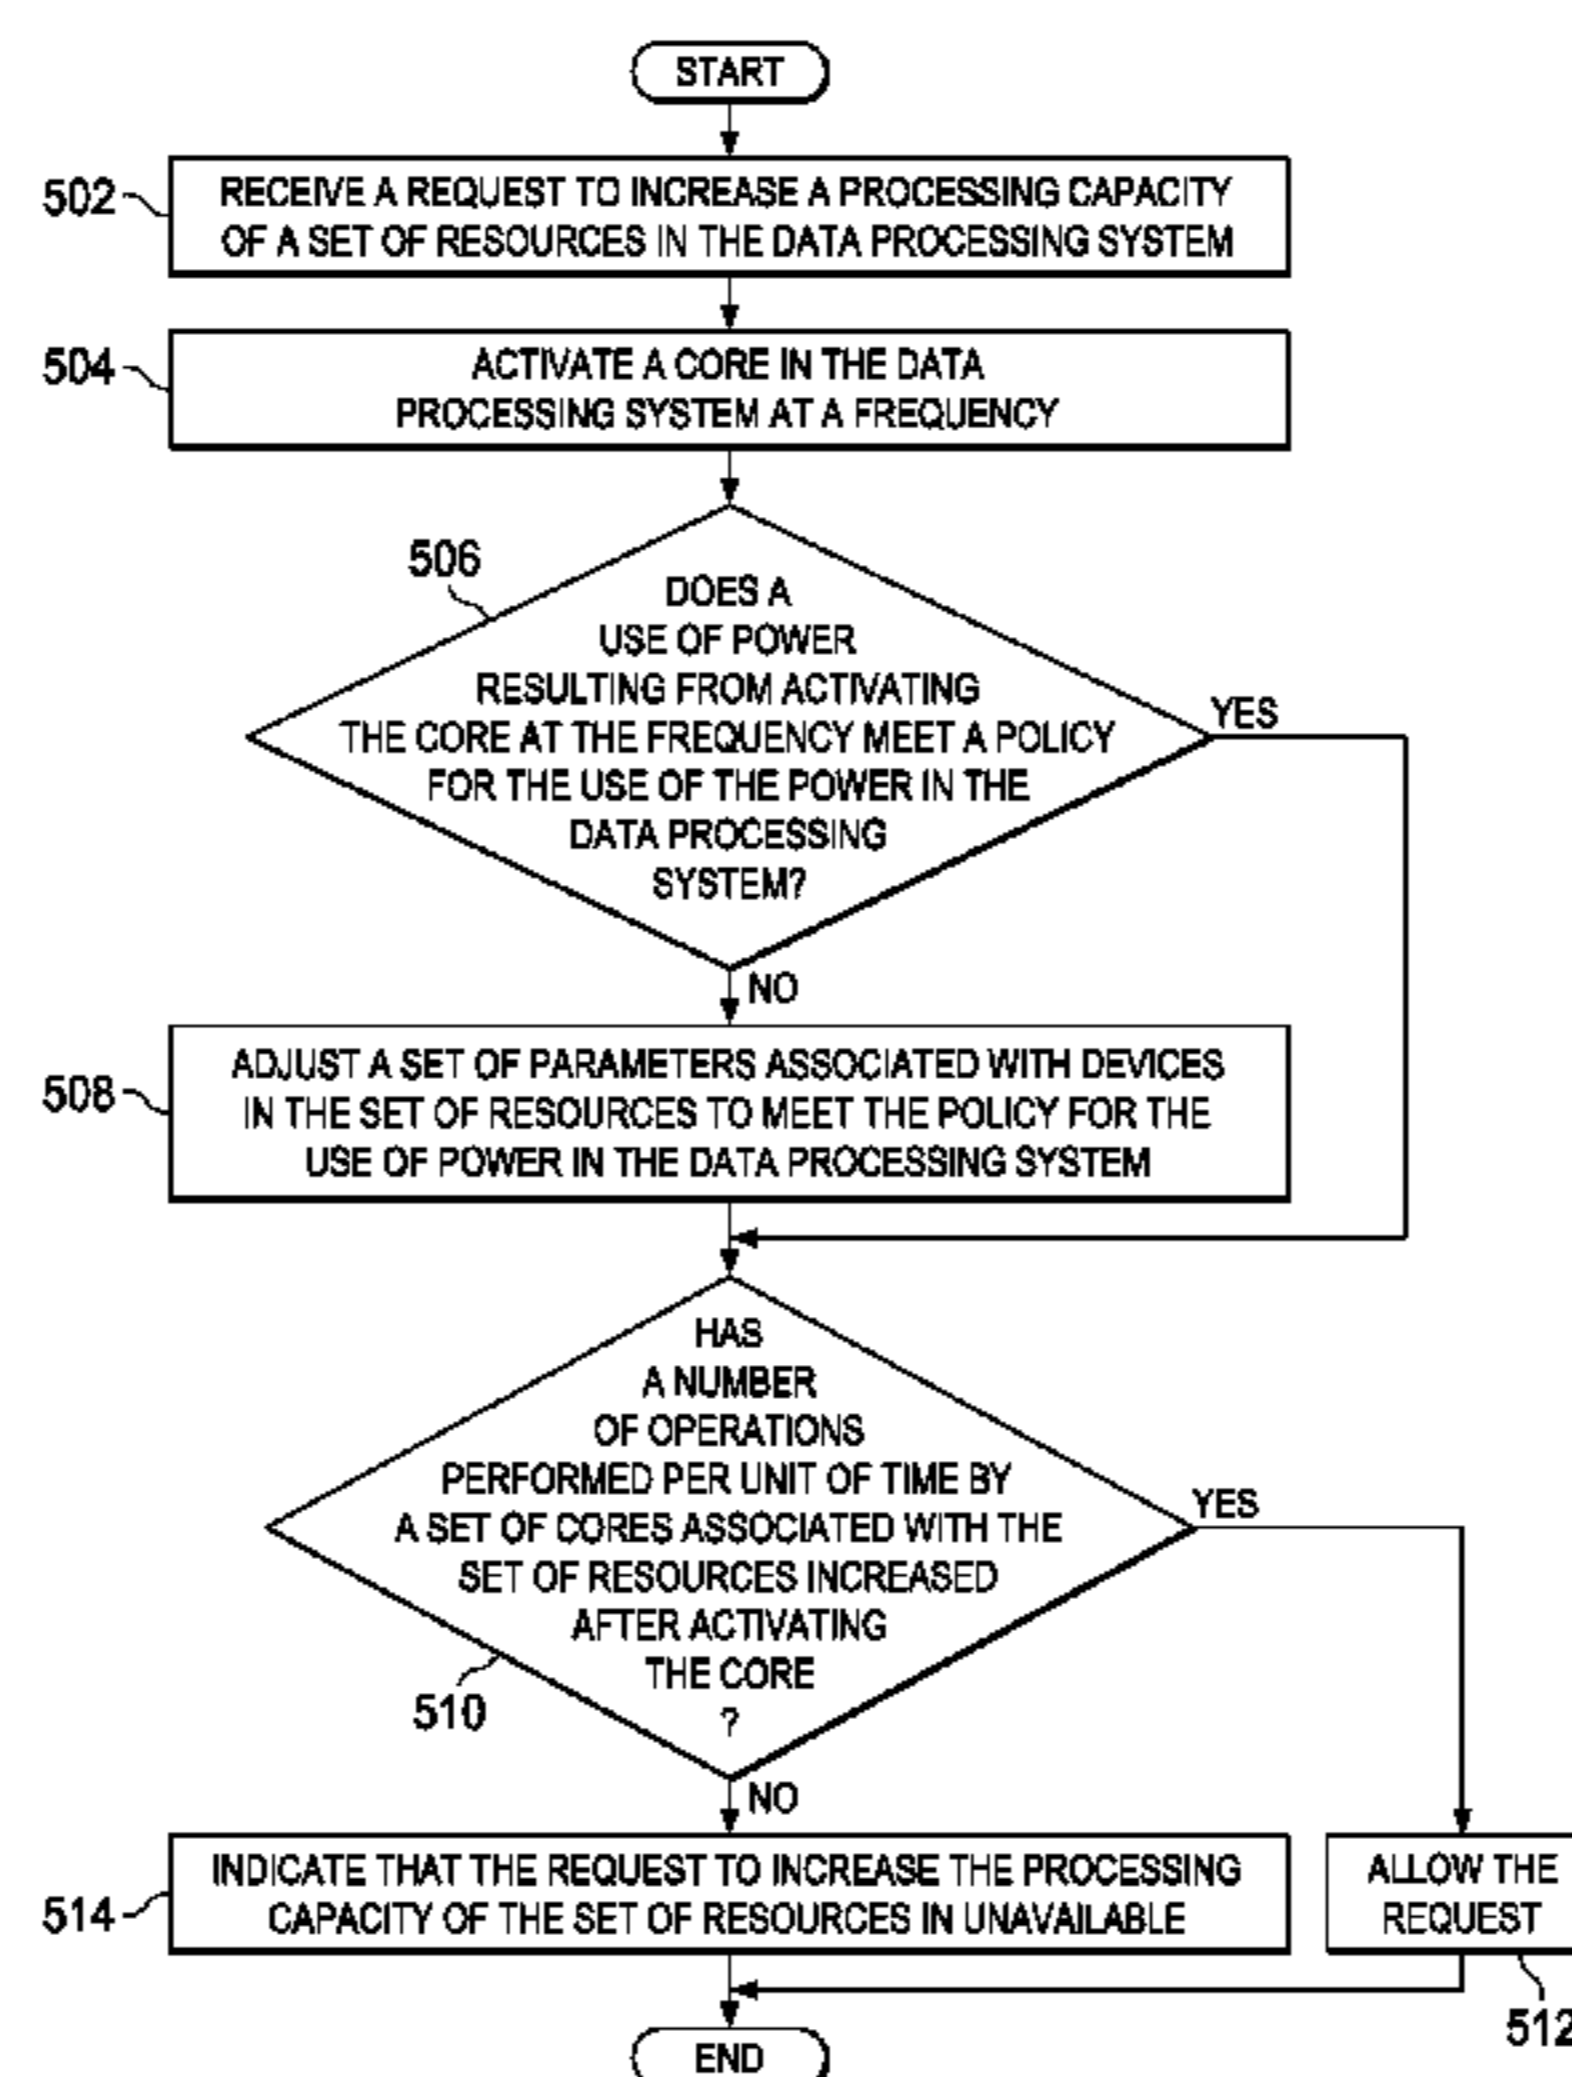 START
502
RECEIVE A REQUEST TO INCREASE A PROCESSING CAPACITY
OF A SET OF RESOURCES IN THE DATA PROCESSING SYSTEM
504
ACTIVATE A CORE IN THE DATA
PROCESSING SYSTEM AT A FREQUENCY
506
DOES A
USE OF POWER
RESULTING FROM ACTIVATING
THE CORE AT THE FREQUENCY MEET A POLICY
FOR THE USE OF THE POWER IN THE
DATA PROCESSING
SYSTEM?
YES
NO
508
ADJUST A SET OF PARAMETERS ASSOCIATED WITH DEVICES
IN THE SET OF RESOURCES TO MEET THE POLICY FOR THE
USE OF POWER IN THE DATA PROCESSING SYSTEM
HAS
A NUMBER
OF OPERATIONS
PERFORMED PER UNIT OF TIME BY
A SET OF CORES ASSOCIATED WITH THE
SET OF RESOURCES INCREASED
AFTER ACTIVATING
THE CORE
?
YES
510
NO
514
INDICATE THAT THE REQUEST TO INCREASE THE PROCESSING
CAPACITY OF THE SET OF RESOURCES IN UNAVAILABLE
ALLOW THE
REQUEST
512
END